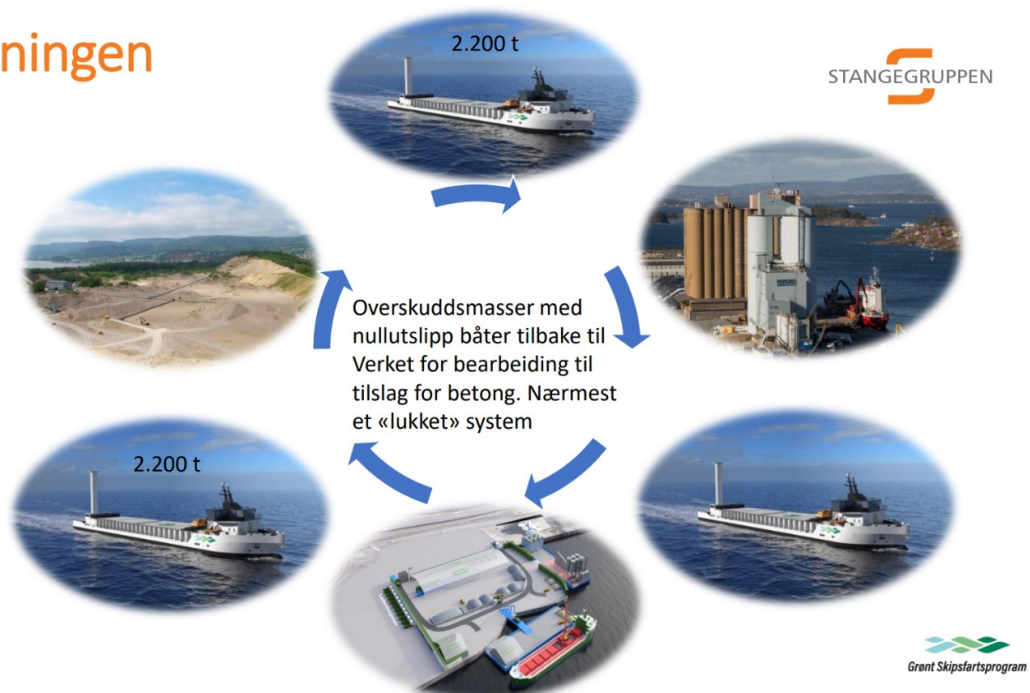 ningen
2.200 t
STANGEGRUPPEN
Overskuddsmasser med
nullutslipp båter tilbake til
Verket for bearbeiding til
tilslag for betong. Nærmest
et «lukket» system
2.200 t
Grønt Skipsfartsprogram